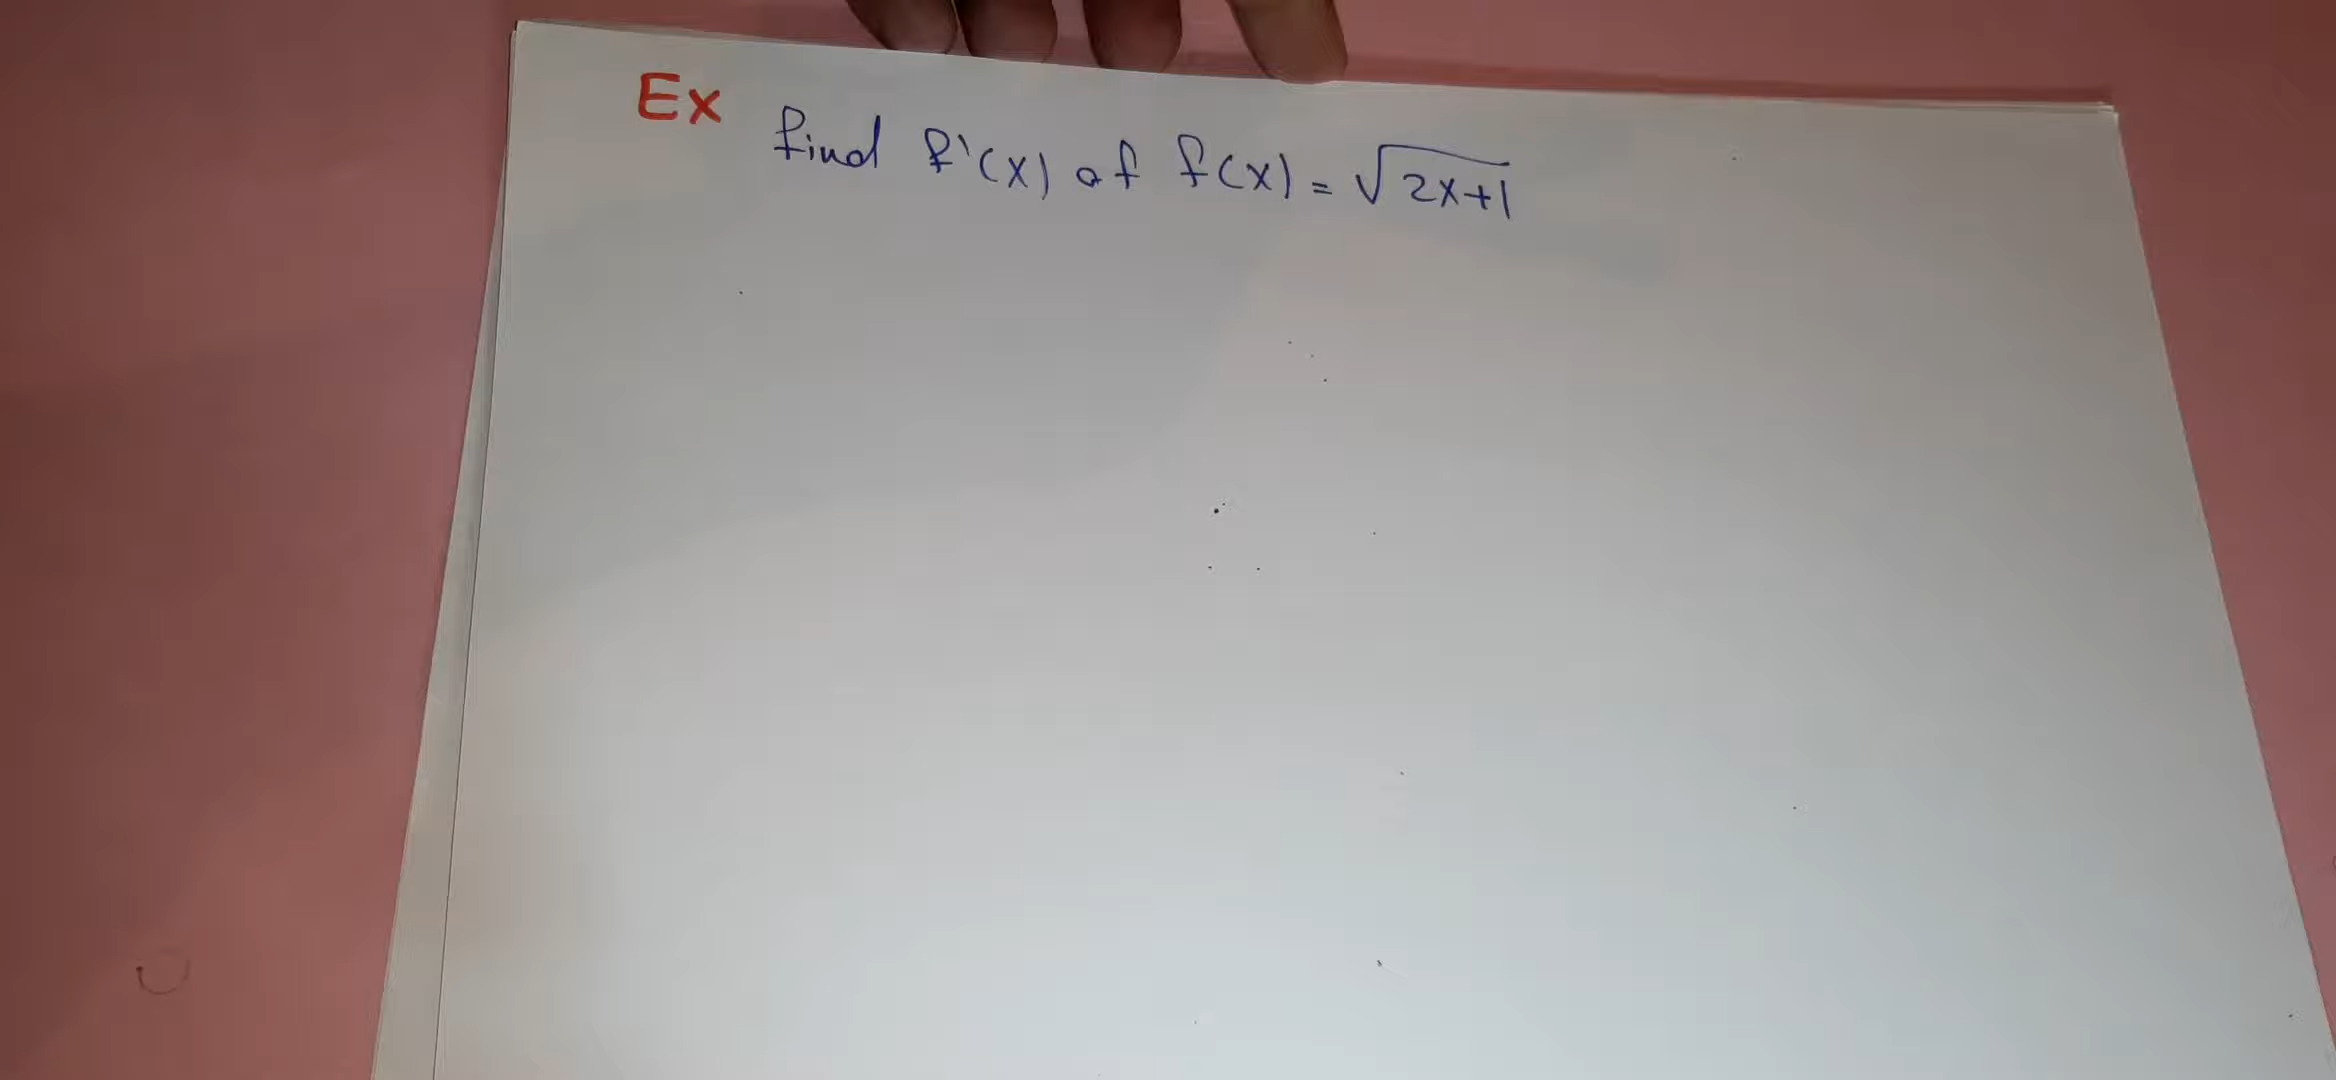 Ex find f'(x) of f(x) = √2x+1